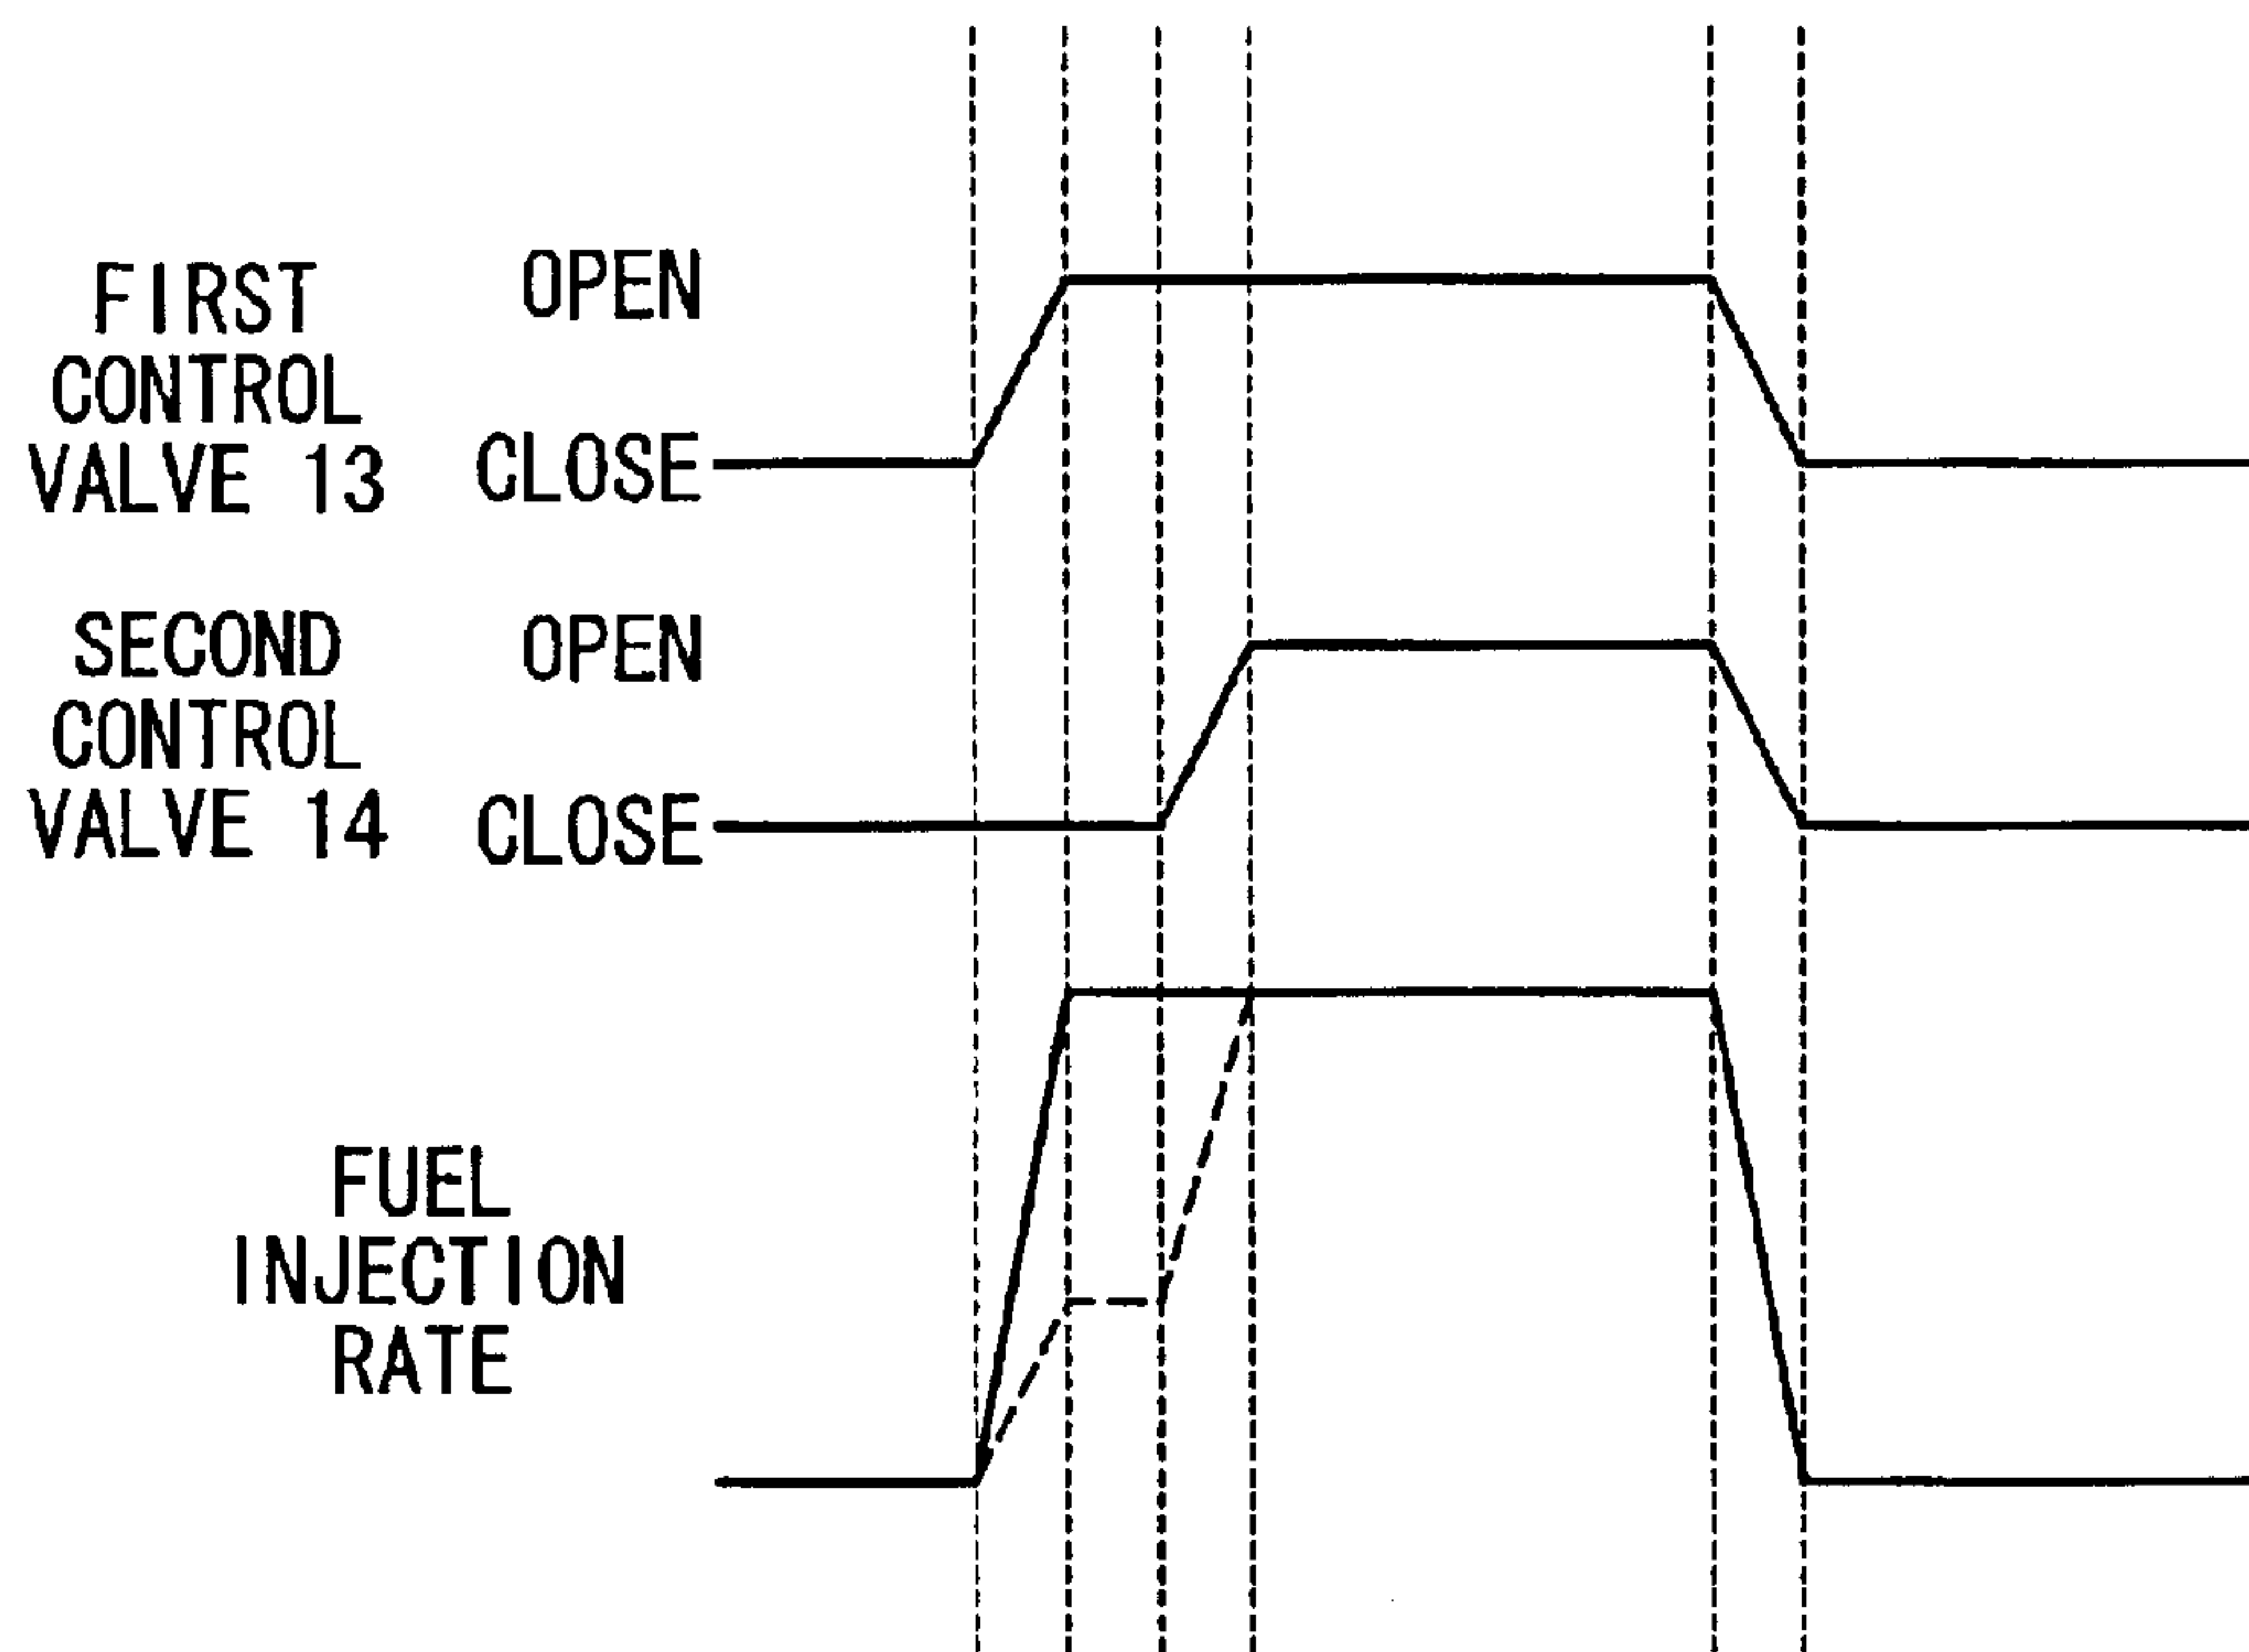 FIRST
CONTROL
VALVE 13
OPEN
CLOSE
SECOND
CONTROL
VALVE 14
OPEN
CLOSE
FUEL
INJECTION
RATE